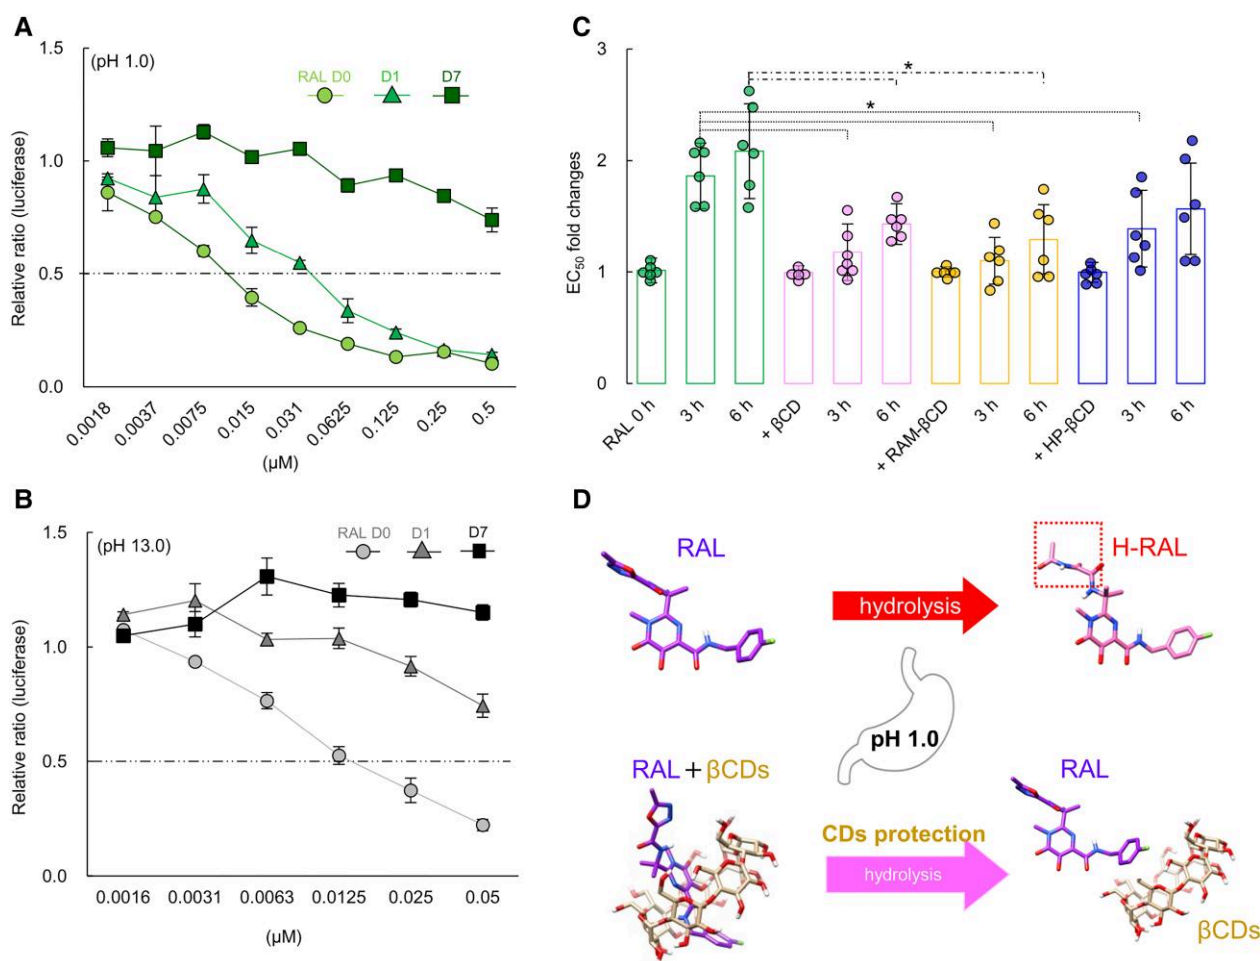 A
(pH 1.0)
RAL D0 D1 D7
Relative ratio (luciferase)
1.5
1.0
0.5
0.0
0.0018 0.0037 0.0075 0.015 0.031 0.0625 0.125 0.25 0.5
(µM)
B
(pH 13.0)
RAL D0 D1 D7
Relative ratio (luciferase)
1.5
1.0
0.5
0.0
0.0016 0.0031 0.0063 0.0125 0.025 0.05
(µM)
C
EC50 fold changes
3
2
1
0
*
*
RAL 0 h 3 h 6 h + βCD 3 h 6 h + RAM-βCD 3 h 6 h + HP-βCD 3 h 6 h
D
RAL
hydrolysis
H-RAL
pH 1.0
RAL + βCDs
CDs protection
hydrolysis
RAL
βCDs